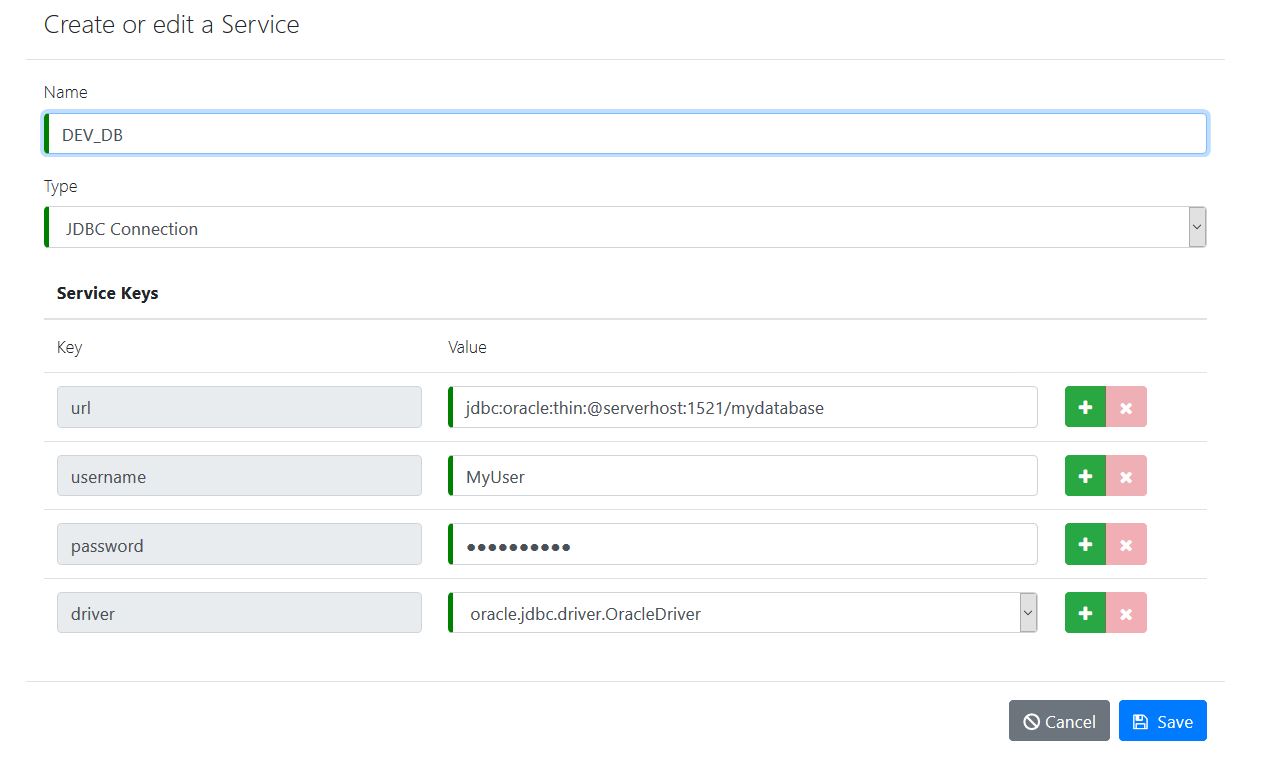 Create or edit a Service
Name
DEV_DB
Type
JDBC Connection
Service Keys
Key Value
url jdbc:oracle:thin:@serverhost:1521/mydatabase
username MyUser
password ••••••••••
driver oracle.jdbc.driver.OracleDriver
Cancel Save